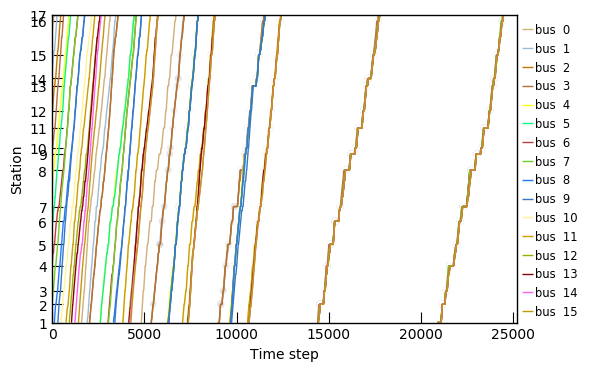 17
16
15
14
13
12
11
10
9
8
7
6
5
4
3
2
1
Station
0 5000 10000 15000 20000 25000
Time step
bus 0
bus 1
bus 2
bus 3
bus 4
bus 5
bus 6
bus 7
bus 8
bus 9
bus 10
bus 11
bus 12
bus 13
bus 14
bus 15